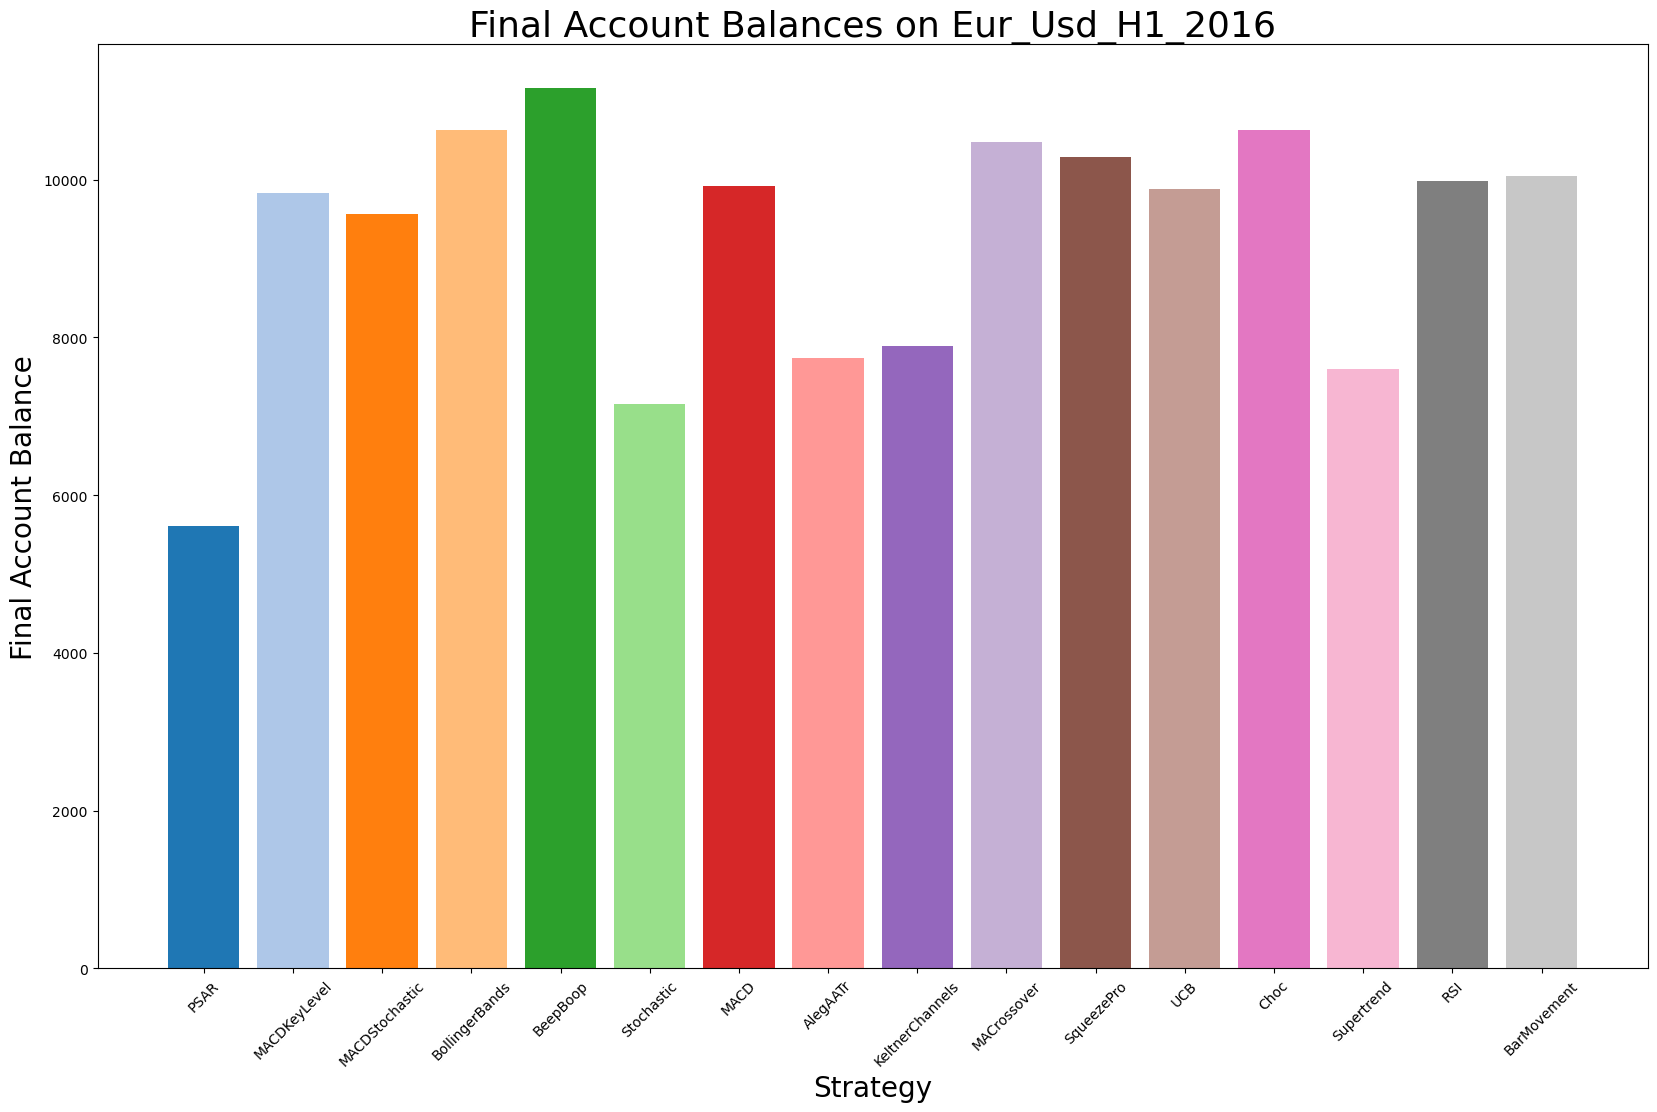 Final Account Balances on Eur_Usd_H1_2016
Final Account Balance
10000
8000
6000
4000
2000
0
PSAR
MACDKeyLevel
MACDStochastic
BollingerBands
BeepBoop
Stochastic
MACD
AlegAATr
KeltnerChannels
MACrossover
SqueezePro
UCB
Choc
Supertrend
RSI
BarMovement
Strategy